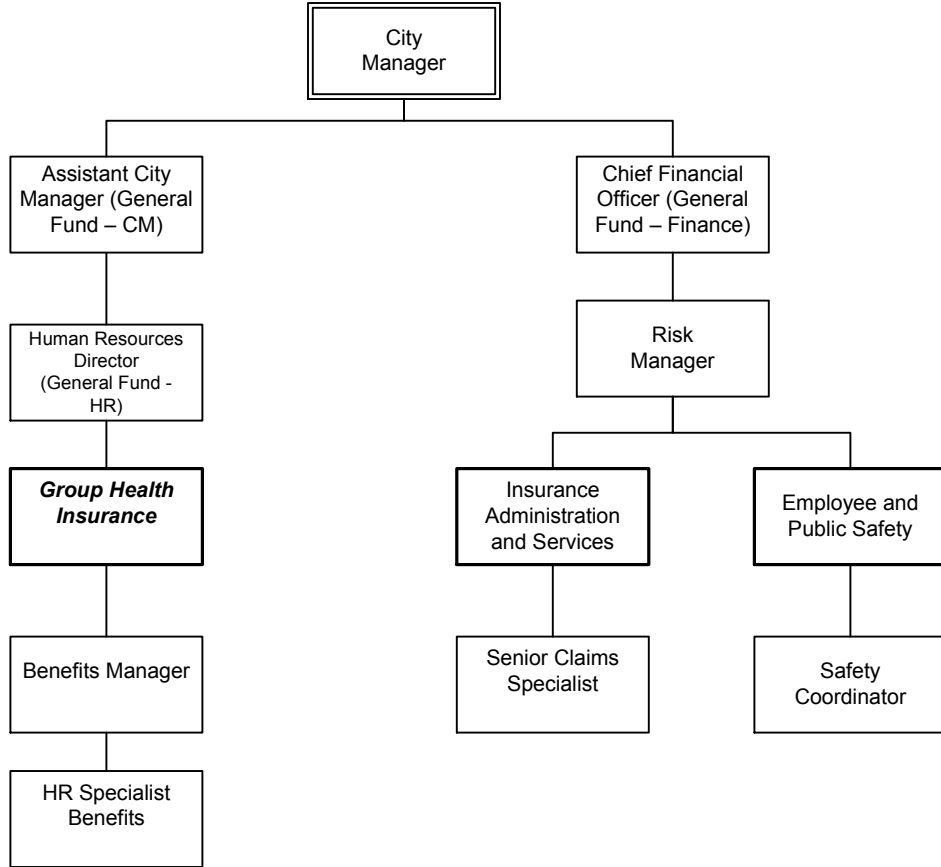 City
Manager
Assistant City
Manager (General
Fund – CM)
Chief Financial
Officer (General
Fund – Finance)
Human Resources
Director
(General Fund -
HR)
Risk
Manager
Group Health
Insurance
Insurance
Administration
and Services
Employee and
Public Safety
Benefits Manager
Senior Claims
Specialist
Safety
Coordinator
HR Specialist
Benefits